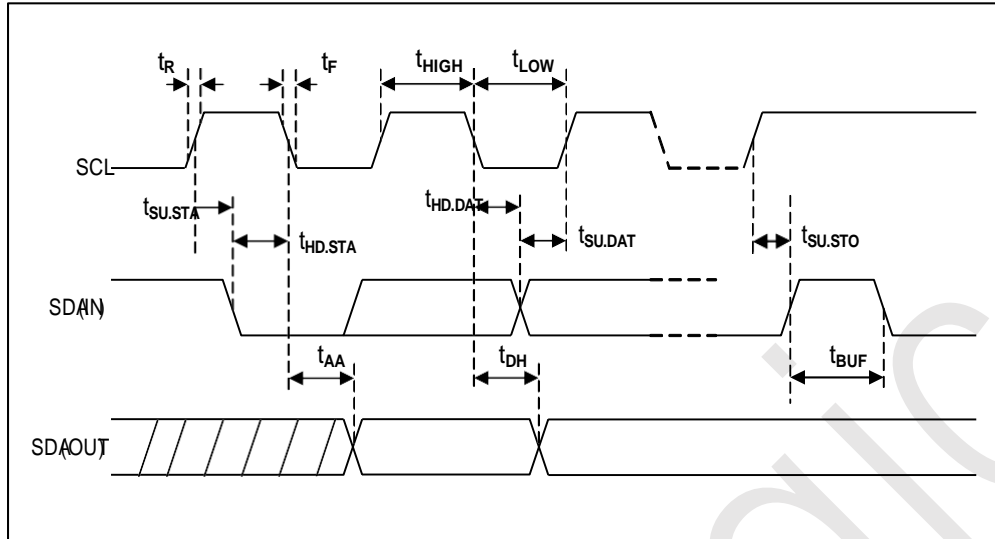 tR tF tHIGH tLOW
SCL
tSU.STA tHD.STA tHD.DAT tSU.DAT tSU.STO
SDA(IN)
tAA tDH tBUF
SDA(OUT)